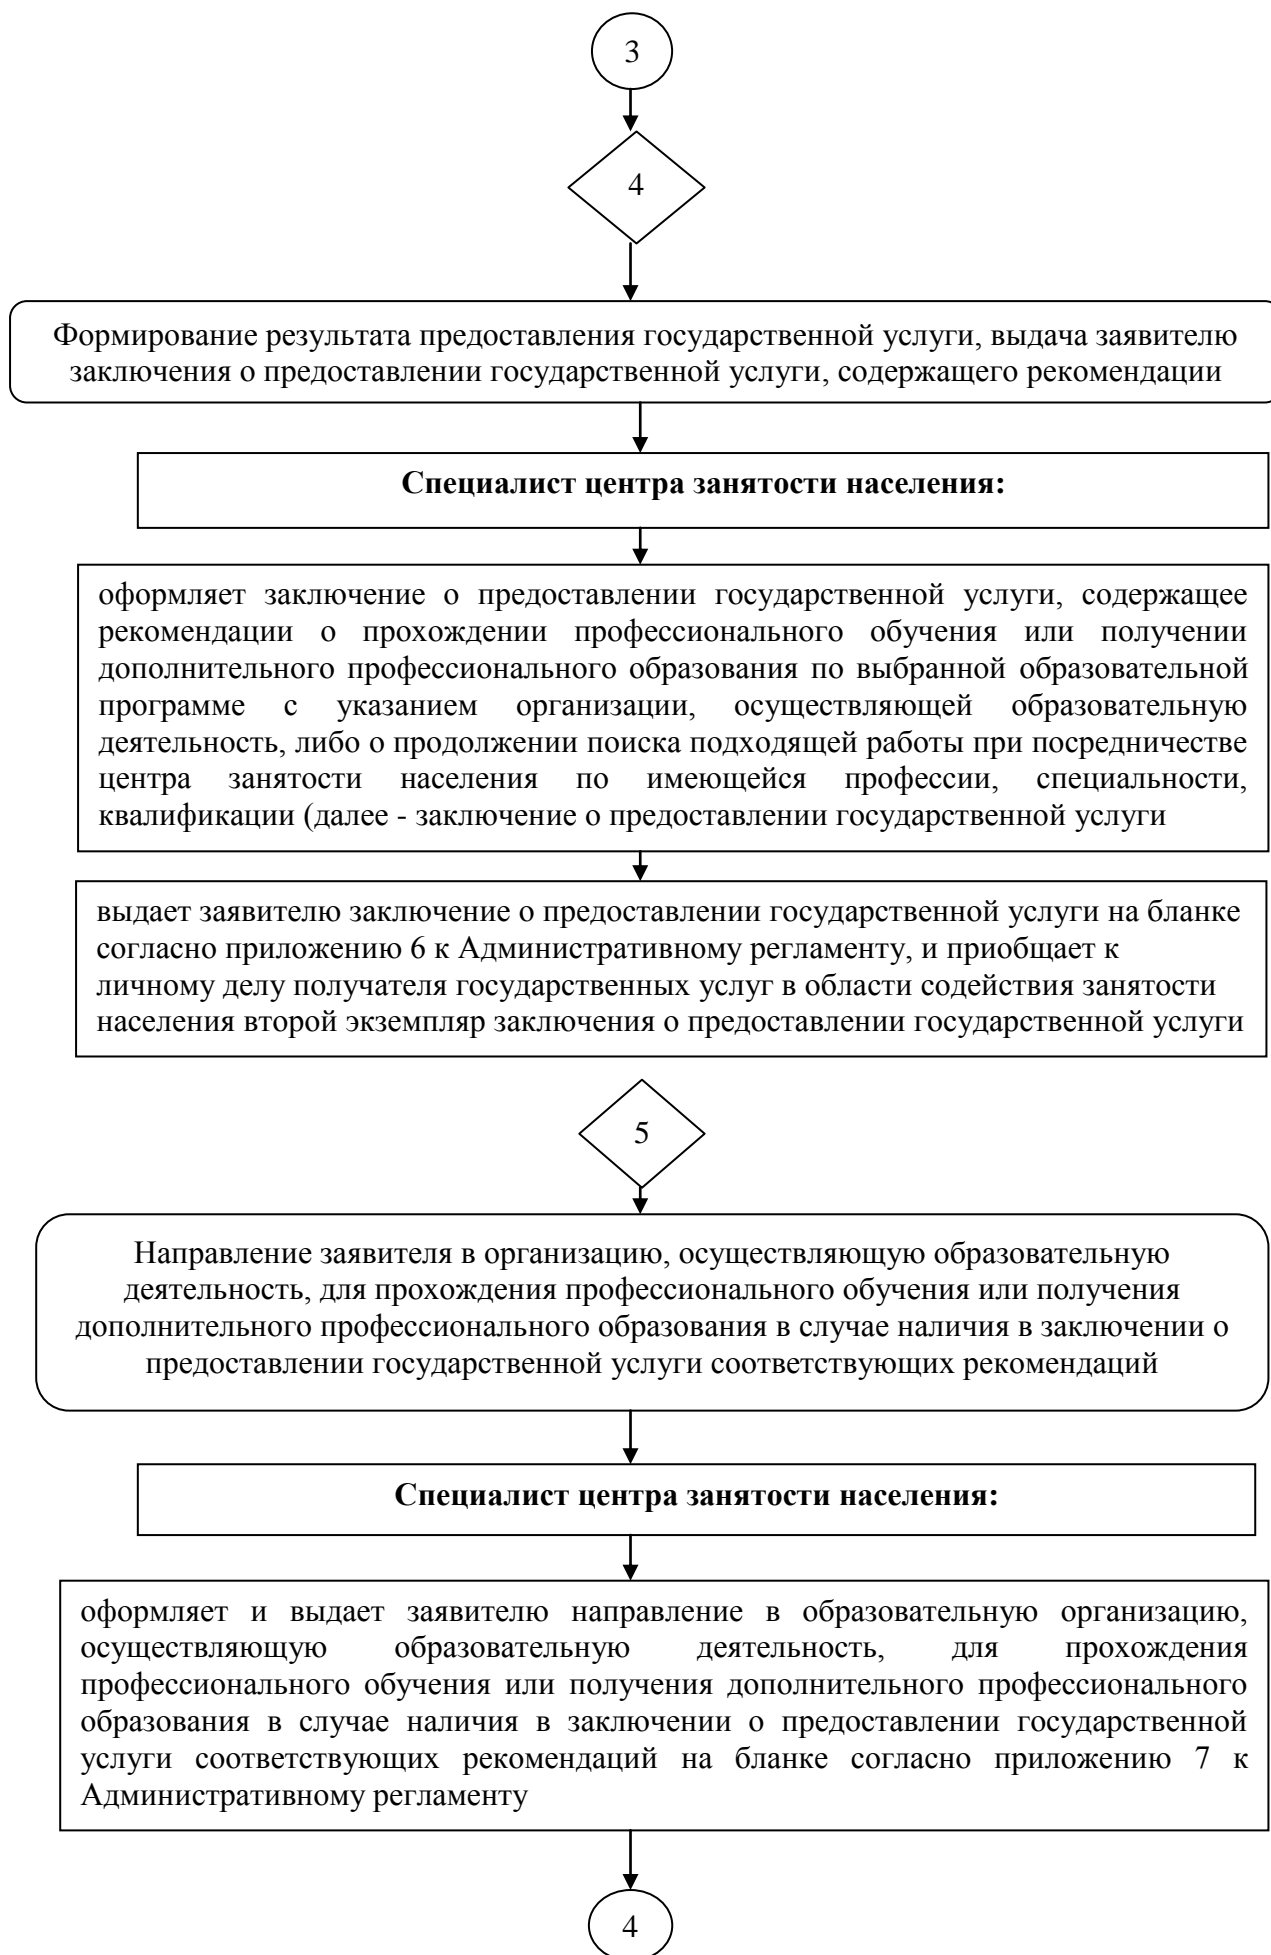 3
4
Формирование результата предоставления государственной услуги, выдача заявителю
заключения о предоставлении государственной услуги, содержащего рекомендации
Специалист центра занятости населения:
оформляет заключение о предоставлении государственной услуги, содержащее
рекомендации о прохождении профессионального обучения или получении
дополнительного профессионального образования по выбранной образовательной
программе с указанием организации, осуществляющей образовательную
деятельность, либо о продолжении поиска подходящей работы при посредничестве
центра занятости населения по имеющейся профессии, специальности,
квалификации (далее - заключение о предоставлении государственной услуги
выдает заявителю заключение о предоставлении государственной услуги на бланке
согласно приложению 6 к Административному регламенту, и приобщает к
личному делу получателя государственных услуг в области содействия занятости
населения второй экземпляр заключения о предоставлении государственной услуги
5
Направление заявителя в организацию, осуществляющую образовательную
деятельность, для прохождения профессионального обучения или получения
дополнительного профессионального образования в случае наличия в заключении о
предоставлении государственной услуги соответствующих рекомендаций
Специалист центра занятости населения:
оформляет и выдает заявителю направление в образовательную организацию,
осуществляющую образовательную деятельность, для прохождения
профессионального обучения или получения дополнительного профессионального
образования в случае наличия в заключении о предоставлении государственной
услуги соответствующих рекомендаций на бланке согласно приложению 7 к
Административному регламенту
4